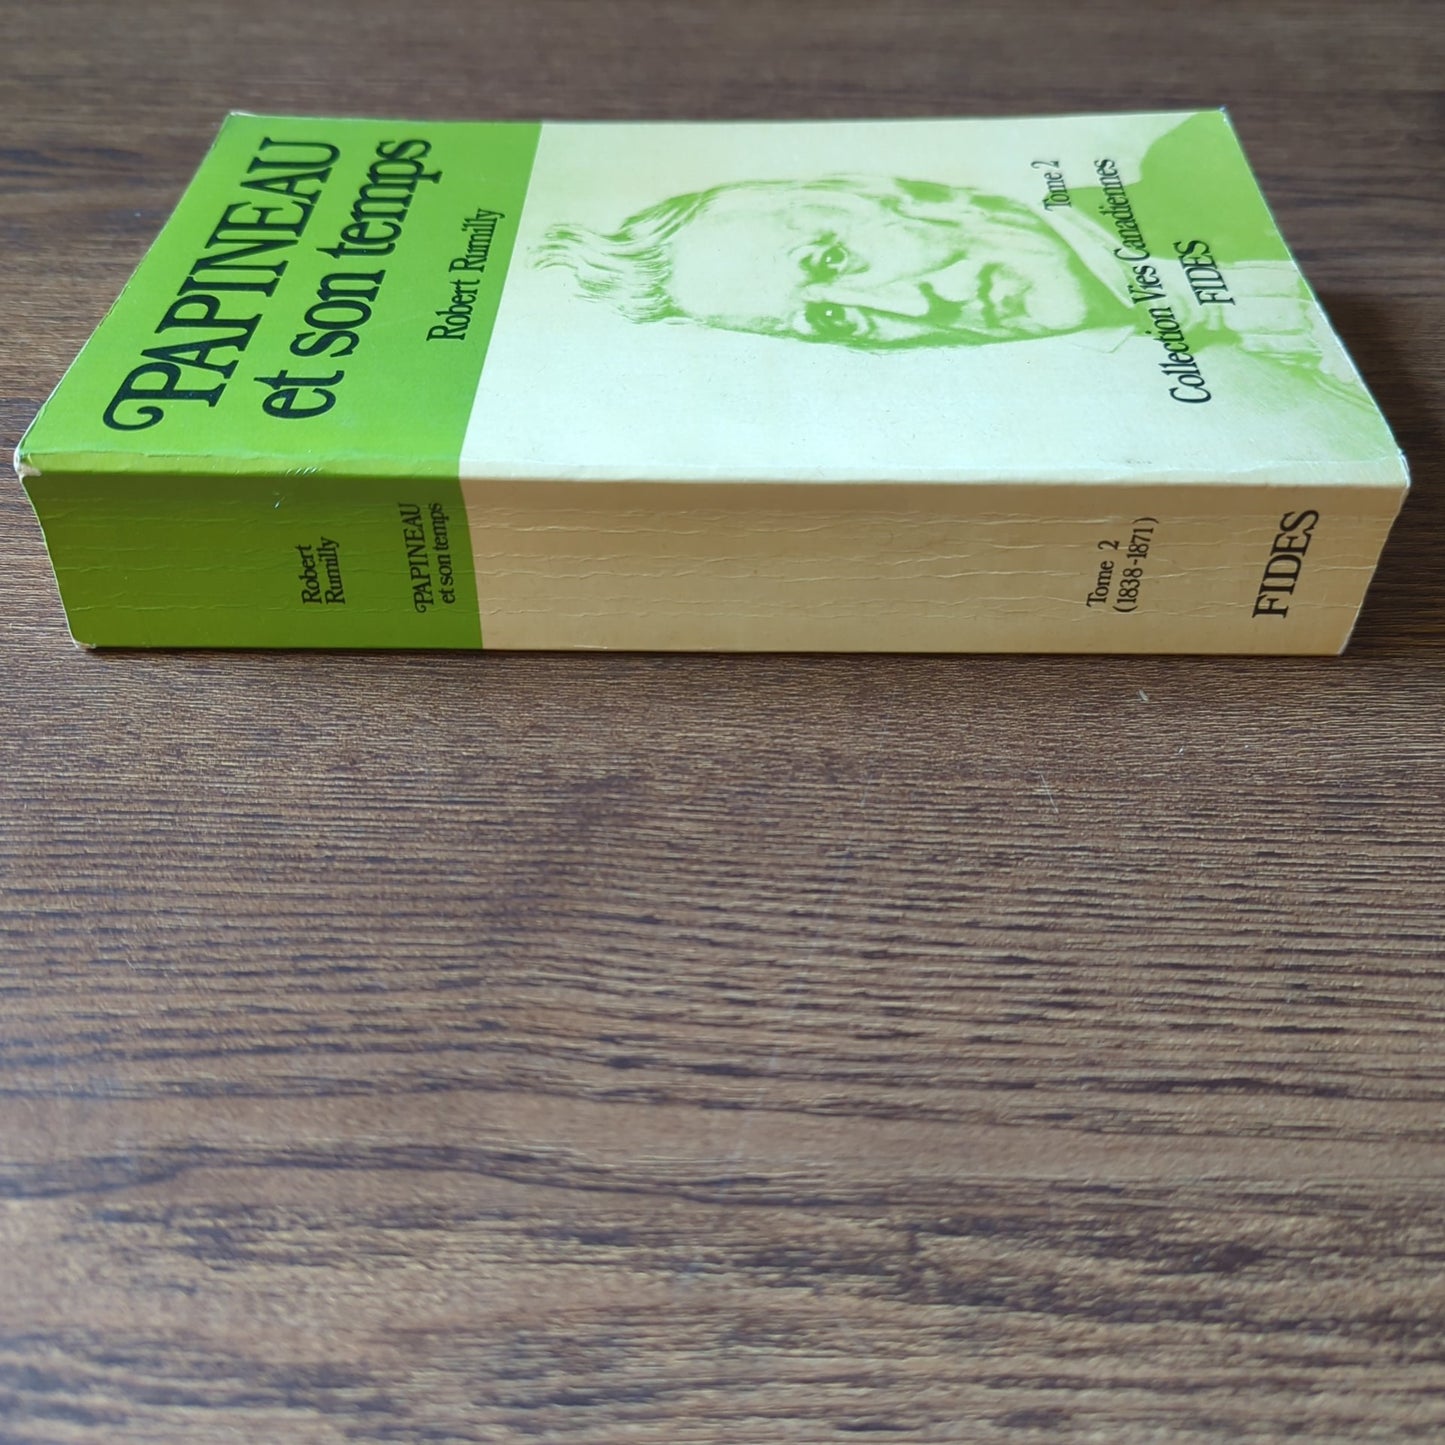 PAPINEAU
et son temps
Robert Rumilly
Tome 2
Collection Vies Canadiennes
FIDES
Robert
Rumilly
PAPINEAU
et son temps
Tome 2
(1838-1871)
FIDES